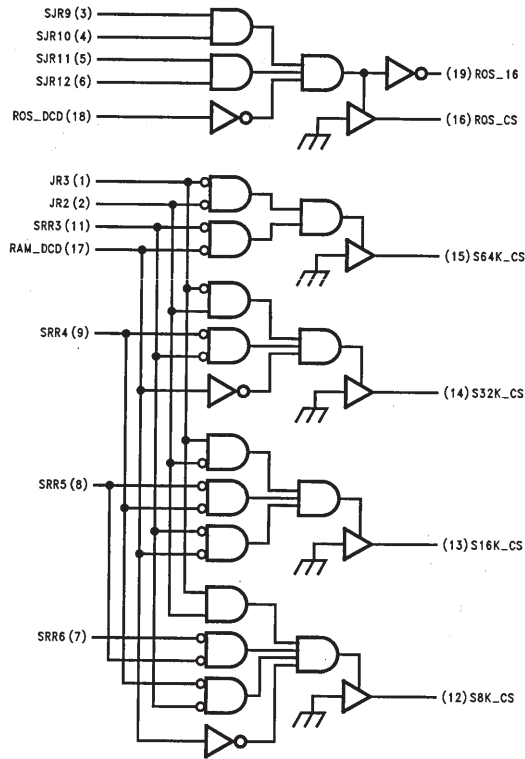 SJR9 (3)
SJR10 (4)
SJR11 (5)
SJR12 (6)
ROS_DCD (18)
(19) ROS_16
(16) ROS_CS
JR3 (1)
JR2 (2)
SRR3 (11)
RAM_DCD (17)
(15) S64K_CS
SRR4 (9)
(14) S32K_CS
SRR5 (8)
(13) S16K_CS
SRR6 (7)
(12) S8K_CS